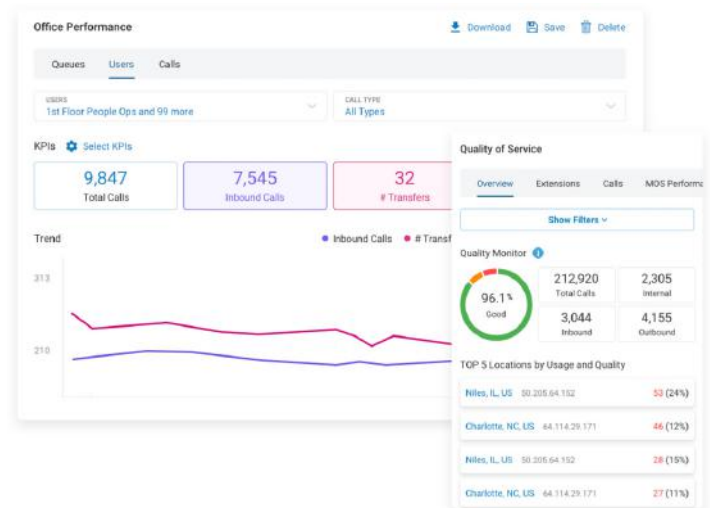 Office Performance
Download Save Delete
Queues Users Calls
USERS
1st Floor People Ops and 99 more
CALL TYPE
All Types
KPIs Select KPIs
9,847
Total Calls
7,545
Inbound Calls
32
# Transfers
Trend
Inbound Calls # Transf
313
210
Quality of Service
Overview Extensions Calls MOS Performa
Show Filters
Quality Monitor
96.1%
Good
212,920
Total Calls
2,305
Internal
3,044
Inbound
4,155
Outbound
TOP 5 Locations by Usage and Quality
Niles, IL, US 50.205.64.152 53 (24%)
Charlotte, NC, US 64.114.29.171 46 (12%)
Niles, IL, US 50.205.64.152 28 (15%)
Charlotte, NC, US 64.114.29.171 27 (11%)